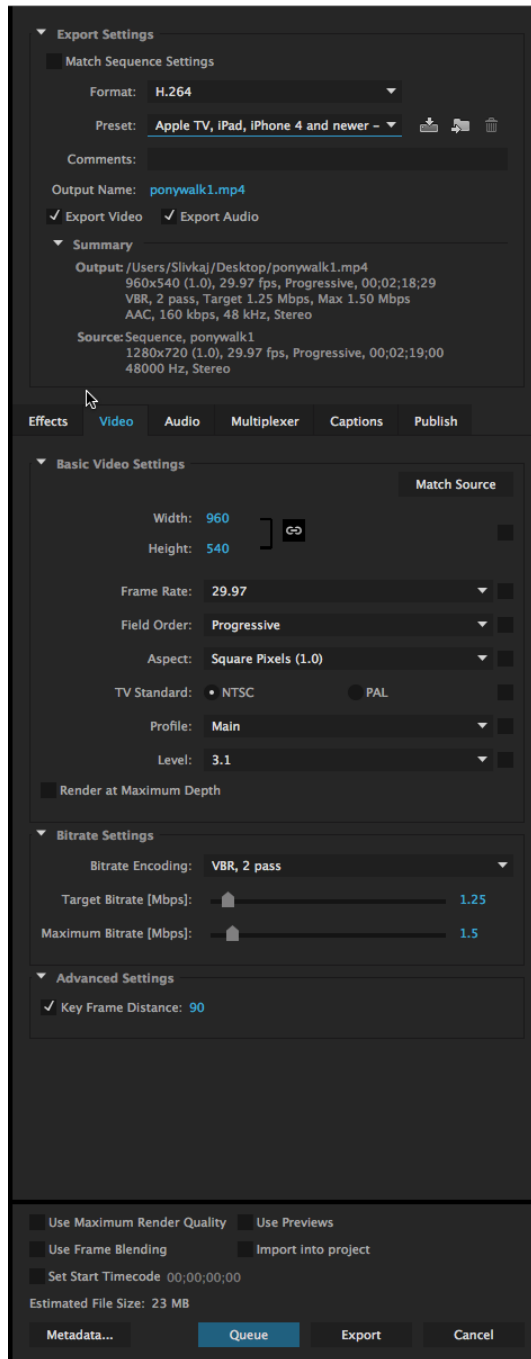 Export Settings
Match Sequence Settings
Format: H.264
Preset: Apple TV, iPad, iPhone 4 and newer –
Comments:
Output Name: ponywalk1.mp4
Export Video Export Audio
Summary
Output: /Users/Slivkaj/Desktop/ponywalk1.mp4
960x540 (1.0), 29.97 fps, Progressive, 00;02;18;29
VBR, 2 pass, Target 1.25 Mbps, Max 1.50 Mbps
AAC, 160 kbps, 48 kHz, Stereo
Source: Sequence, ponywalk1
1280x720 (1.0), 29.97 fps, Progressive, 00;02;19;00
48000 Hz, Stereo
Effects Video Audio Multiplexer Captions Publish
Basic Video Settings
Match Source
Width: 960
Height: 540
Frame Rate: 29.97
Field Order: Progressive
Aspect: Square Pixels (1.0)
TV Standard: NTSC PAL
Profile: Main
Level: 3.1
Render at Maximum Depth
Bitrate Settings
Bitrate Encoding: VBR, 2 pass
Target Bitrate [Mbps]: 1.25
Maximum Bitrate [Mbps]: 1.5
Advanced Settings
Key Frame Distance: 90
Use Maximum Render Quality Use Previews
Use Frame Blending Import into project
Set Start Timecode 00;00;00;00
Estimated File Size: 23 MB
Metadata... Queue Export Cancel